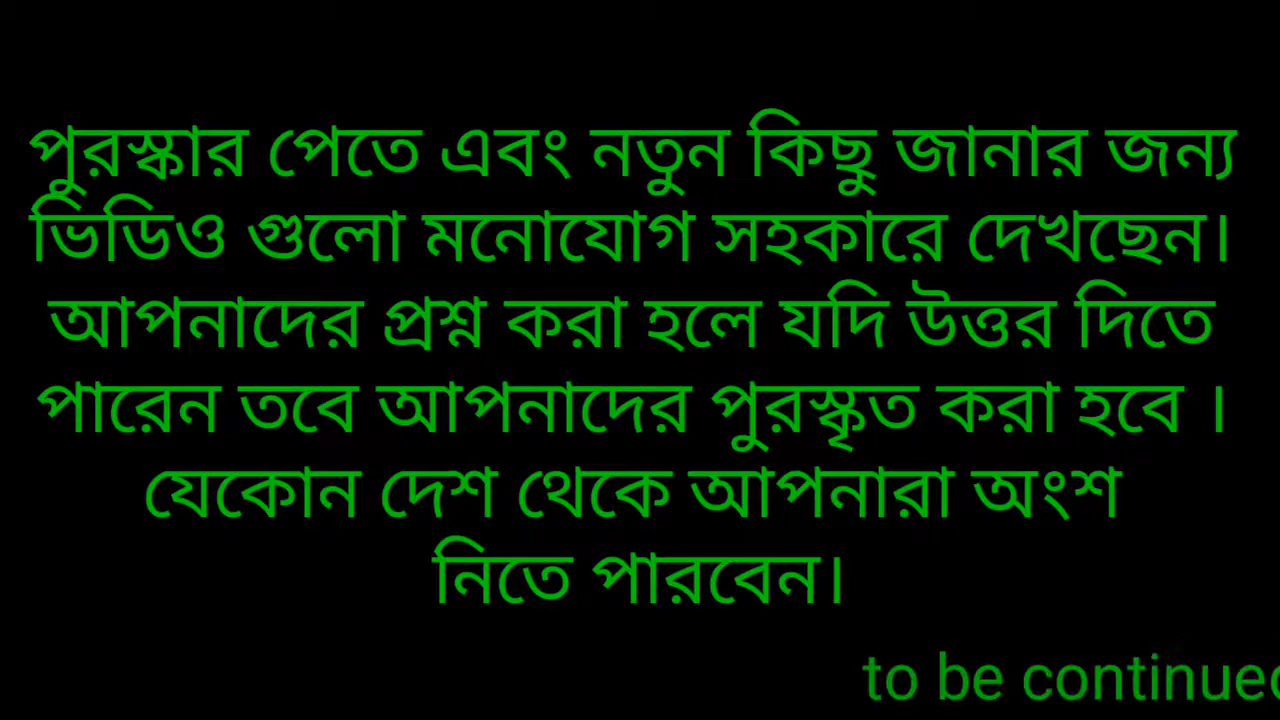 পুরস্কার পেতে এবং নতুন কিছু জানার জন্য
ভিডিও গুলো মনোযোগ সহকারে দেখছেন।
আপনাদের প্রশ্ন করা হলে যদি উত্তর দিতে
পারেন তবে আপনাদের পুরস্কৃত করা হবে ।
যেকোন দেশ থেকে আপনারা অংশ
নিতে পারবেন।
to be continued